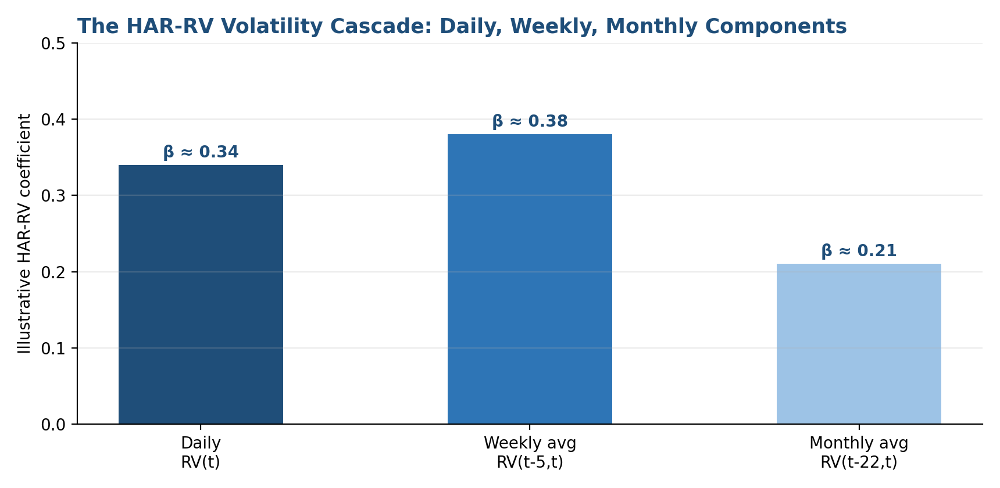 The HAR-RV Volatility Cascade: Daily, Weekly, Monthly Components
Illustrative HAR-RV coefficient
0.5
0.4
0.3
0.2
0.1
0.0
β ≈ 0.34
β ≈ 0.38
β ≈ 0.21
Daily
RV(t)
Weekly avg
RV(t-5,t)
Monthly avg
RV(t-22,t)